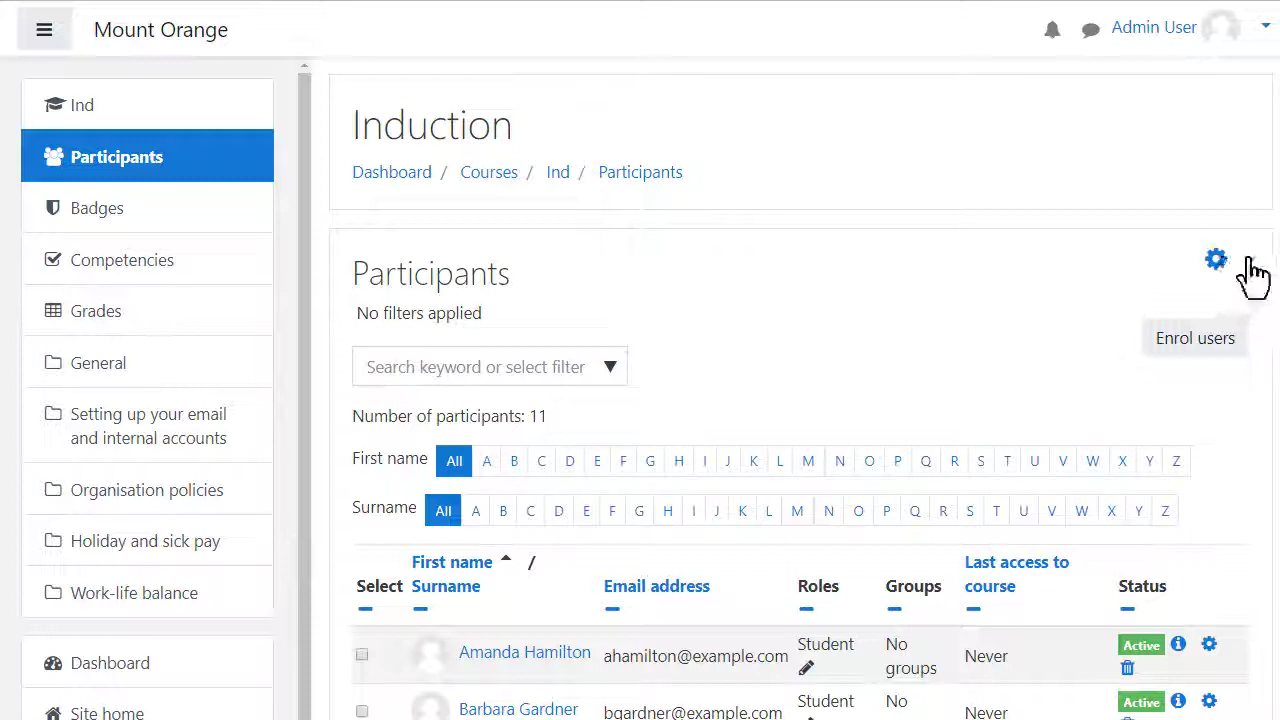 Mount Orange
Admin User
Ind
Participants
Badges
Competencies
Grades
General
Setting up your email
and internal accounts
Organisation policies
Holiday and sick pay
Work-life balance
Dashboard
Site home
Induction
Dashboard / Courses / Ind / Participants
Participants
No filters applied
Enrol users
Search keyword or select filter
Number of participants: 11
First name All A B C D E F G H I J K L M N O P Q R S T U V W X Y Z
Surname All A B C D E F G H I J K L M N O P Q R S T U V W X Y Z
Select First name / Surname Email address Roles Groups Last access to course Status
Amanda Hamilton ahamilton@example.com Student No groups Never Active
Barbara Gardner bgardner@example.com Student No Never Active